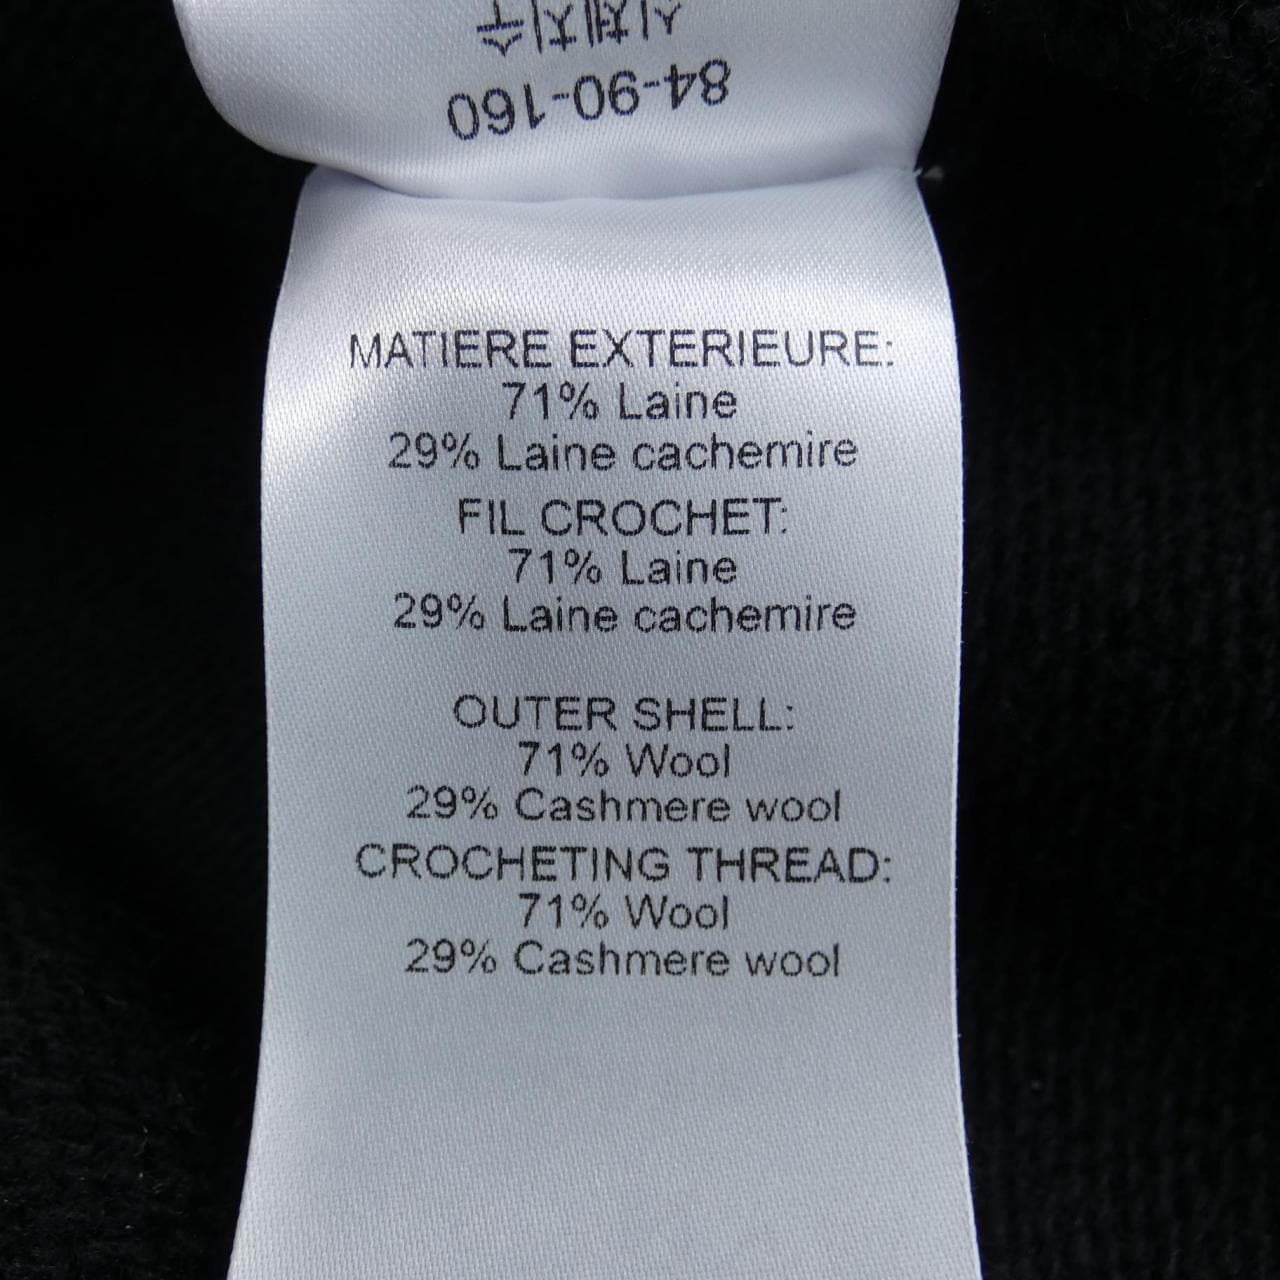 84-90-160
MATIERE EXTERIEURE:
71% Laine
29% Laine cachemire
FIL CROCHET:
71% Laine
29% Laine cachemire
OUTER SHELL:
71% Wool
29% Cashmere wool
CROCHETING THREAD:
71% Wool
29% Cashmere wool